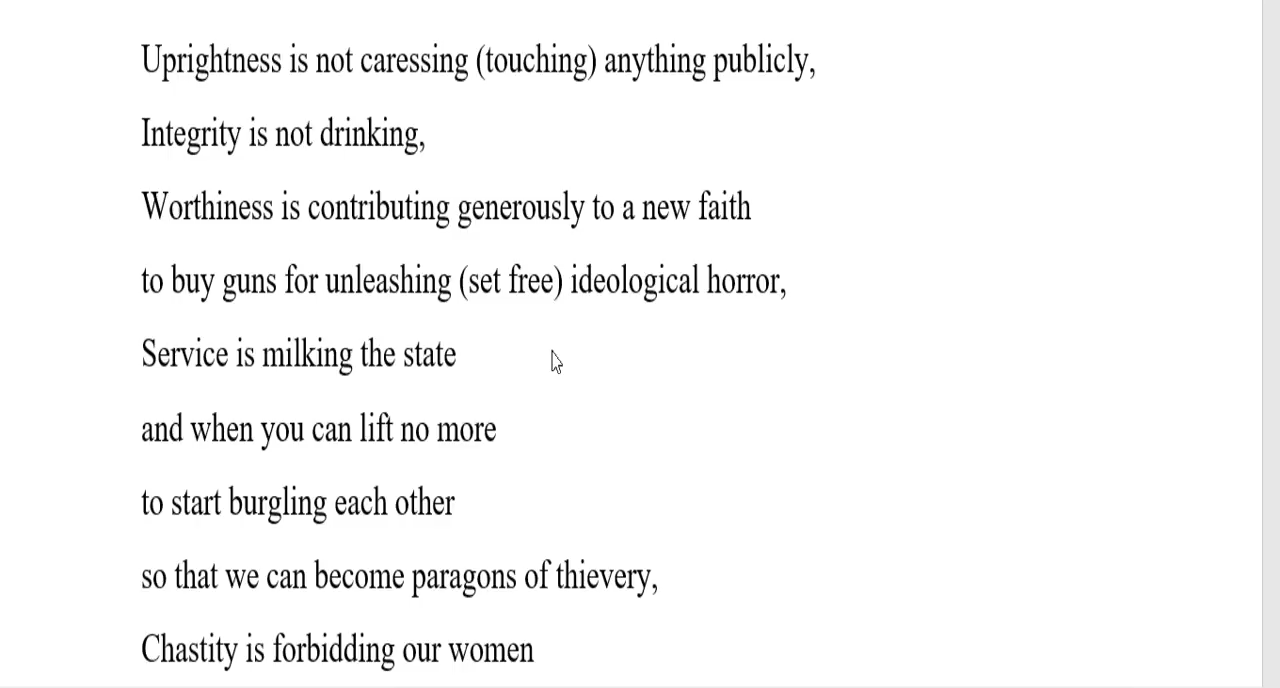 Uprightness is not caressing (touching) anything publicly,
Integrity is not drinking,
Worthiness is contributing generously to a new faith
to buy guns for unleashing (set free) ideological horror,
Service is milking the state
and when you can lift no more
to start burgling each other
so that we can become paragons of thievery,
Chastity is forbidding our women